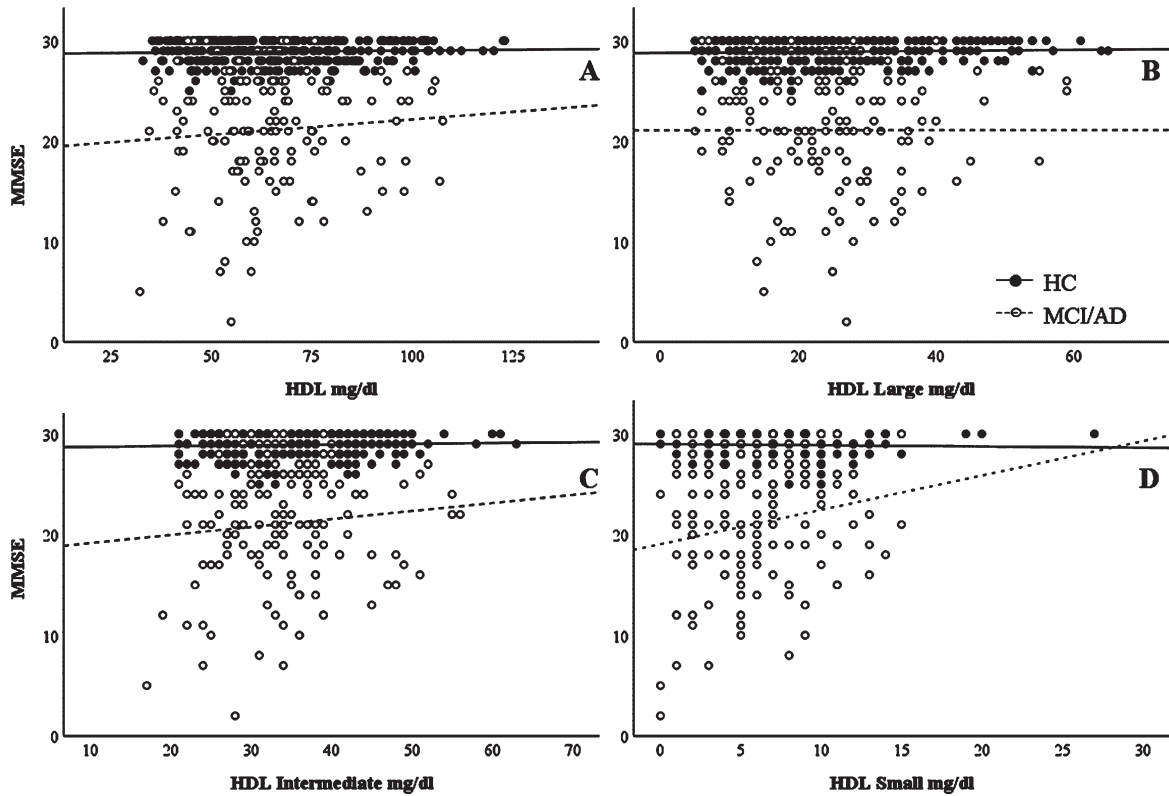 30
20
10
0
MMSE
A
25 50 75 100 125
HDL mg/dl
30
20
10
0
B
HC
MCI/AD
0 20 40 60
HDL Large mg/dl
30
20
10
0
MMSE
C
10 20 30 40 50 60 70
HDL Intermediate mg/dl
30
20
10
0
D
0 5 10 15 20 25 30
HDL Small mg/dl